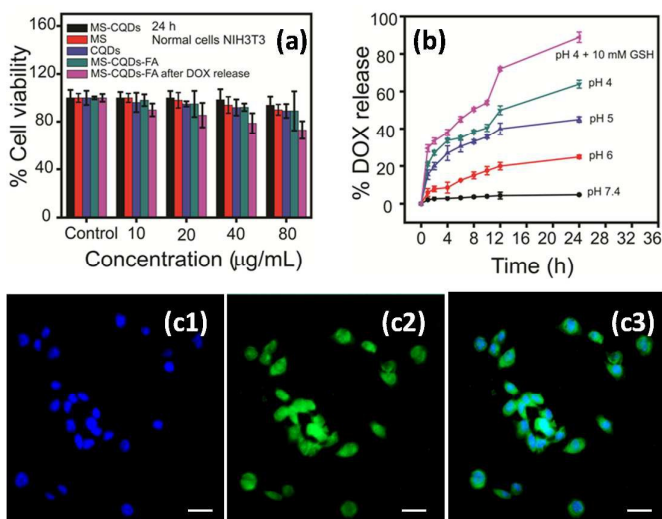 MS-CQDs
24 h
MS
Normal cells NIH3T3
CQDs
MS-CQDs-FA
MS-CQDs-FA after DOX release
(a)
160
120
80
40
0
% Cell viability
Control 10 20 40 80
Concentration (μg/mL)
(b)
100
80
60
40
20
0
% DOX release
pH 4 + 10 mM GSH
pH 4
pH 5
pH 6
pH 7.4
0 4 8 12 16 20 24 28 32 36
Time (h)
(c1)
(c2)
(c3)